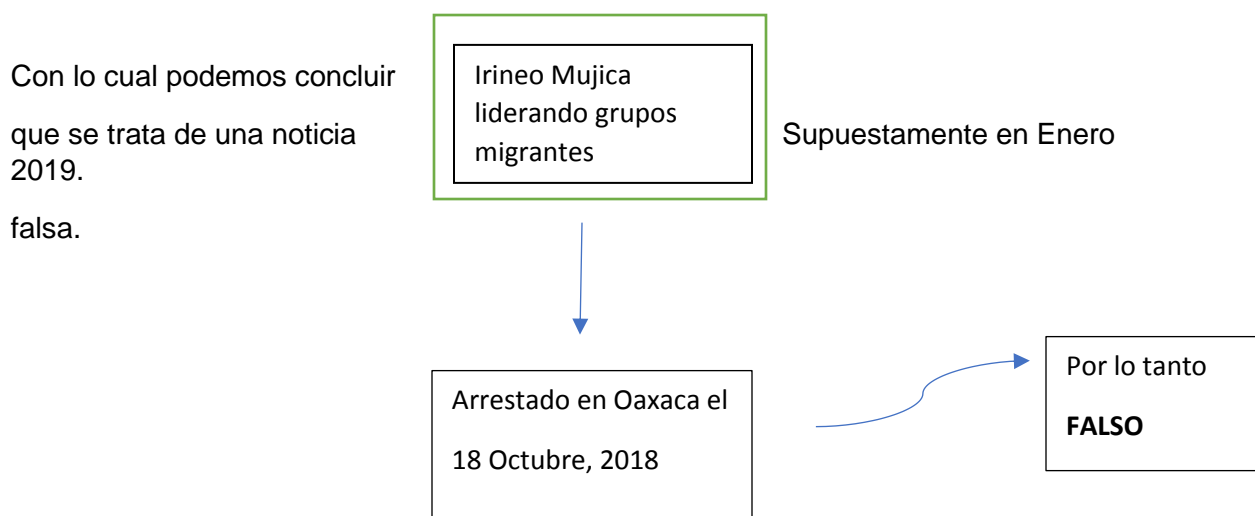 Con lo cual podemos concluir
que se trata de una noticia
2019.
falsa.
Irineo Mujica
liderando grupos
migrantes
Supuestamente en Enero
Arrestado en Oaxaca el
18 Octubre, 2018
Por lo tanto
FALSO